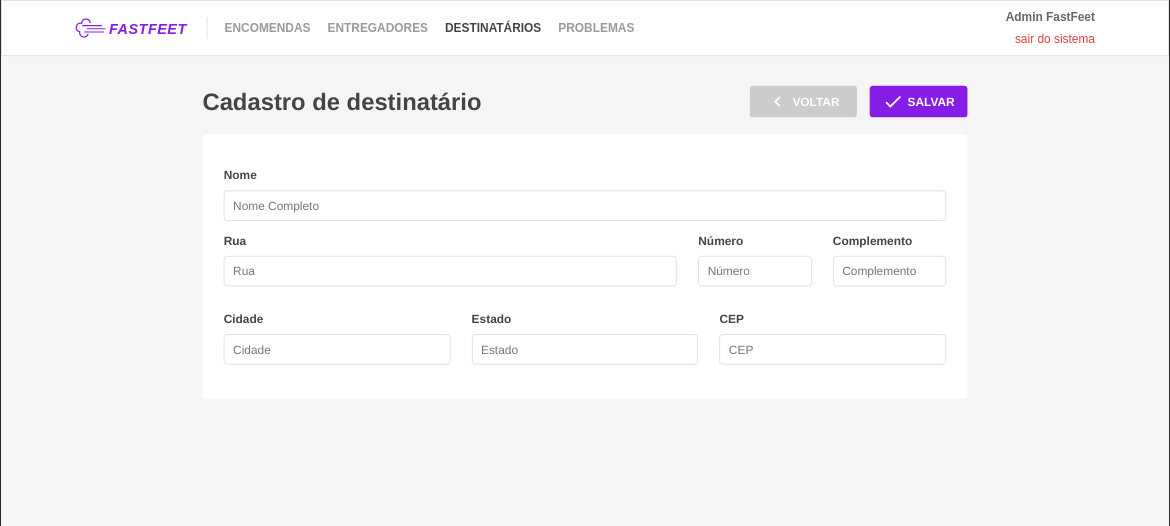 FASTFEET ENCOMENDAS ENTREGADORES DESTINATÁRIOS PROBLEMAS Admin FastFeet
sair do sistema
Cadastro de destinatário VOLTAR SALVAR
Nome
Nome Completo
Rua Número Complemento
Rua Número Complemento
Cidade Estado CEP
Cidade Estado CEP